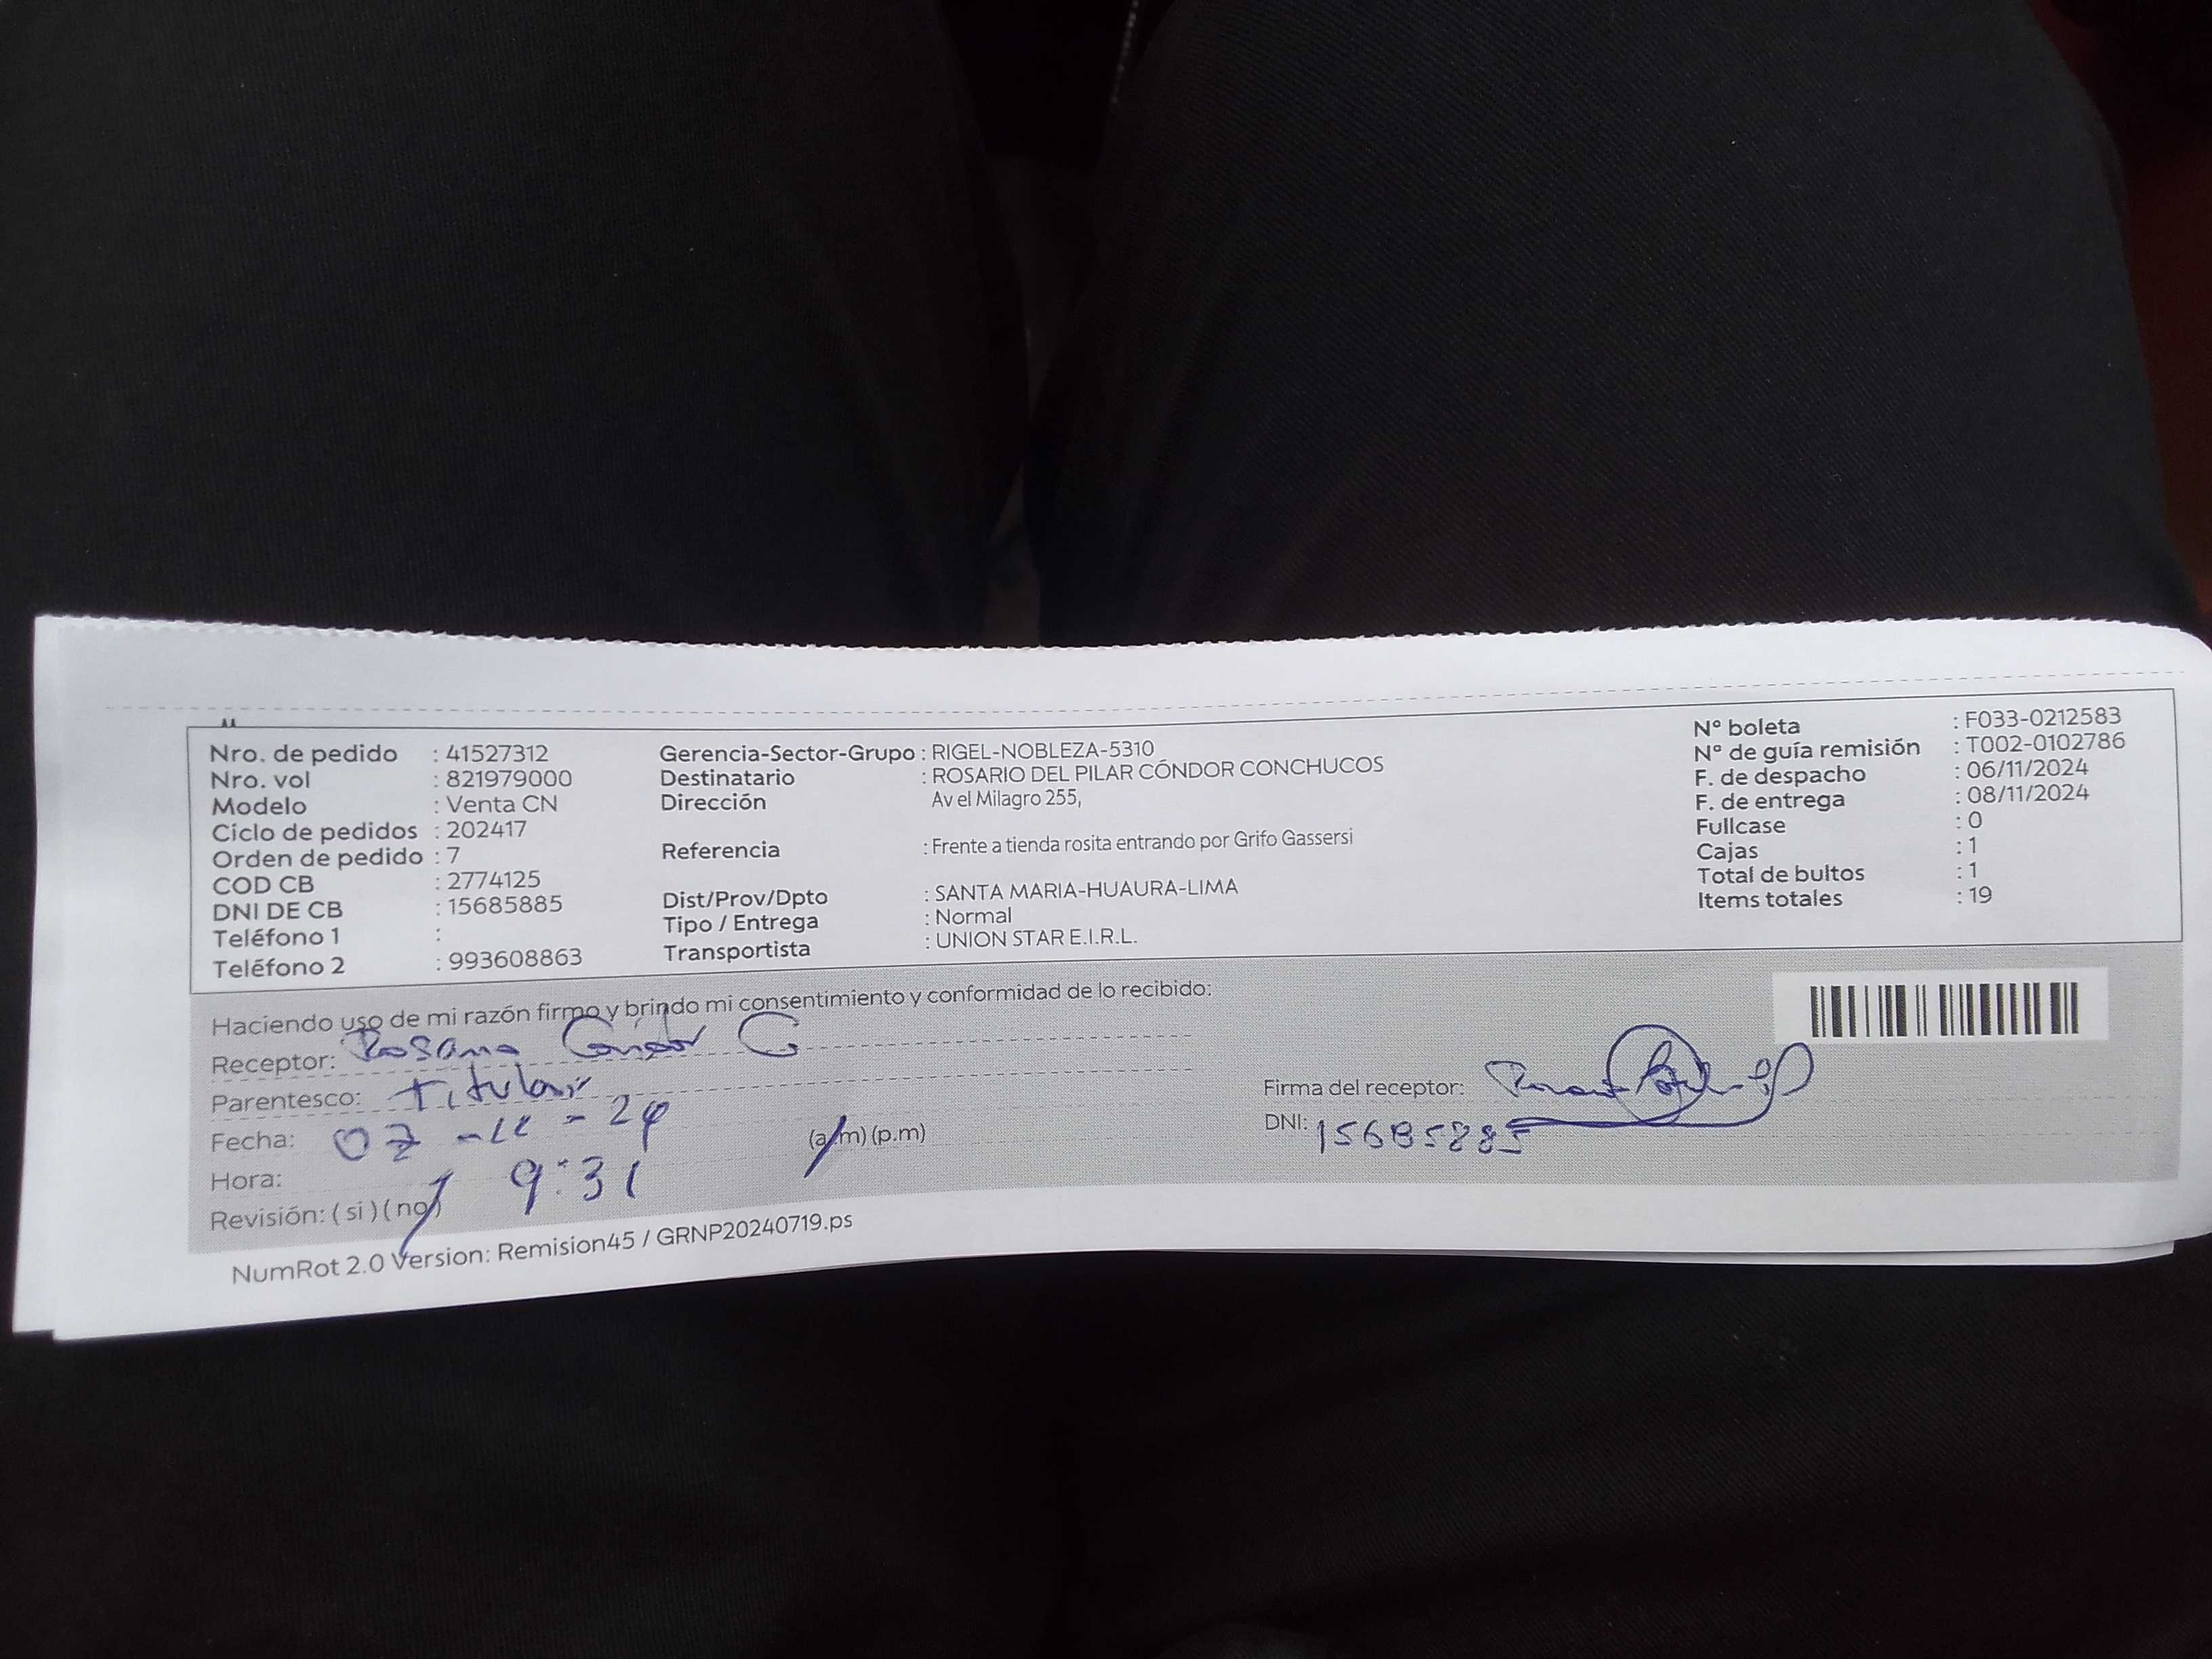 Nro. de pedido : 41527312
Nro. vol : 821979000
Modelo : Venta CN
Ciclo de pedidos : 202417
Orden de pedido : 7
COD CB : 2774125
DNI DE CB : 15685885
Teléfono 1 :
Teléfono 2 : 993608863
Gerencia-Sector-Grupo : RIGEL-NOBLEZA-5310
Destinatario : ROSARIO DEL PILAR CÓNDOR CONCHUCOS
Dirección Av el Milagro 255,
Referencia : Frente a tienda rosita entrando por Grifo Gassersi
Dist/Prov/Dpto : SANTA MARIA-HUAURA-LIMA
Tipo / Entrega : Normal
Transportista : UNION STAR E.I.R.L.
N° boleta : F033-0212583
N° de guía remisión : T002-0102786
F. de despacho : 06/11/2024
F. de entrega : 08/11/2024
Fullcase : 0
Cajas : 1
Total de bultos : 1
Items totales : 19
Haciendo uso de mi razón firmo y brindo mi consentimiento y conformidad de lo recibido:
Receptor: Cóndor C
Parentesco: Titular
Fecha: 07-11-24 (a.m) (p.m)
Hora: 9:31
Revisión: ( si ) ( no )
Firma del receptor:
DNI: 15685885
NumRot 2.0 Version: Remision45 / GRNP20240719.ps